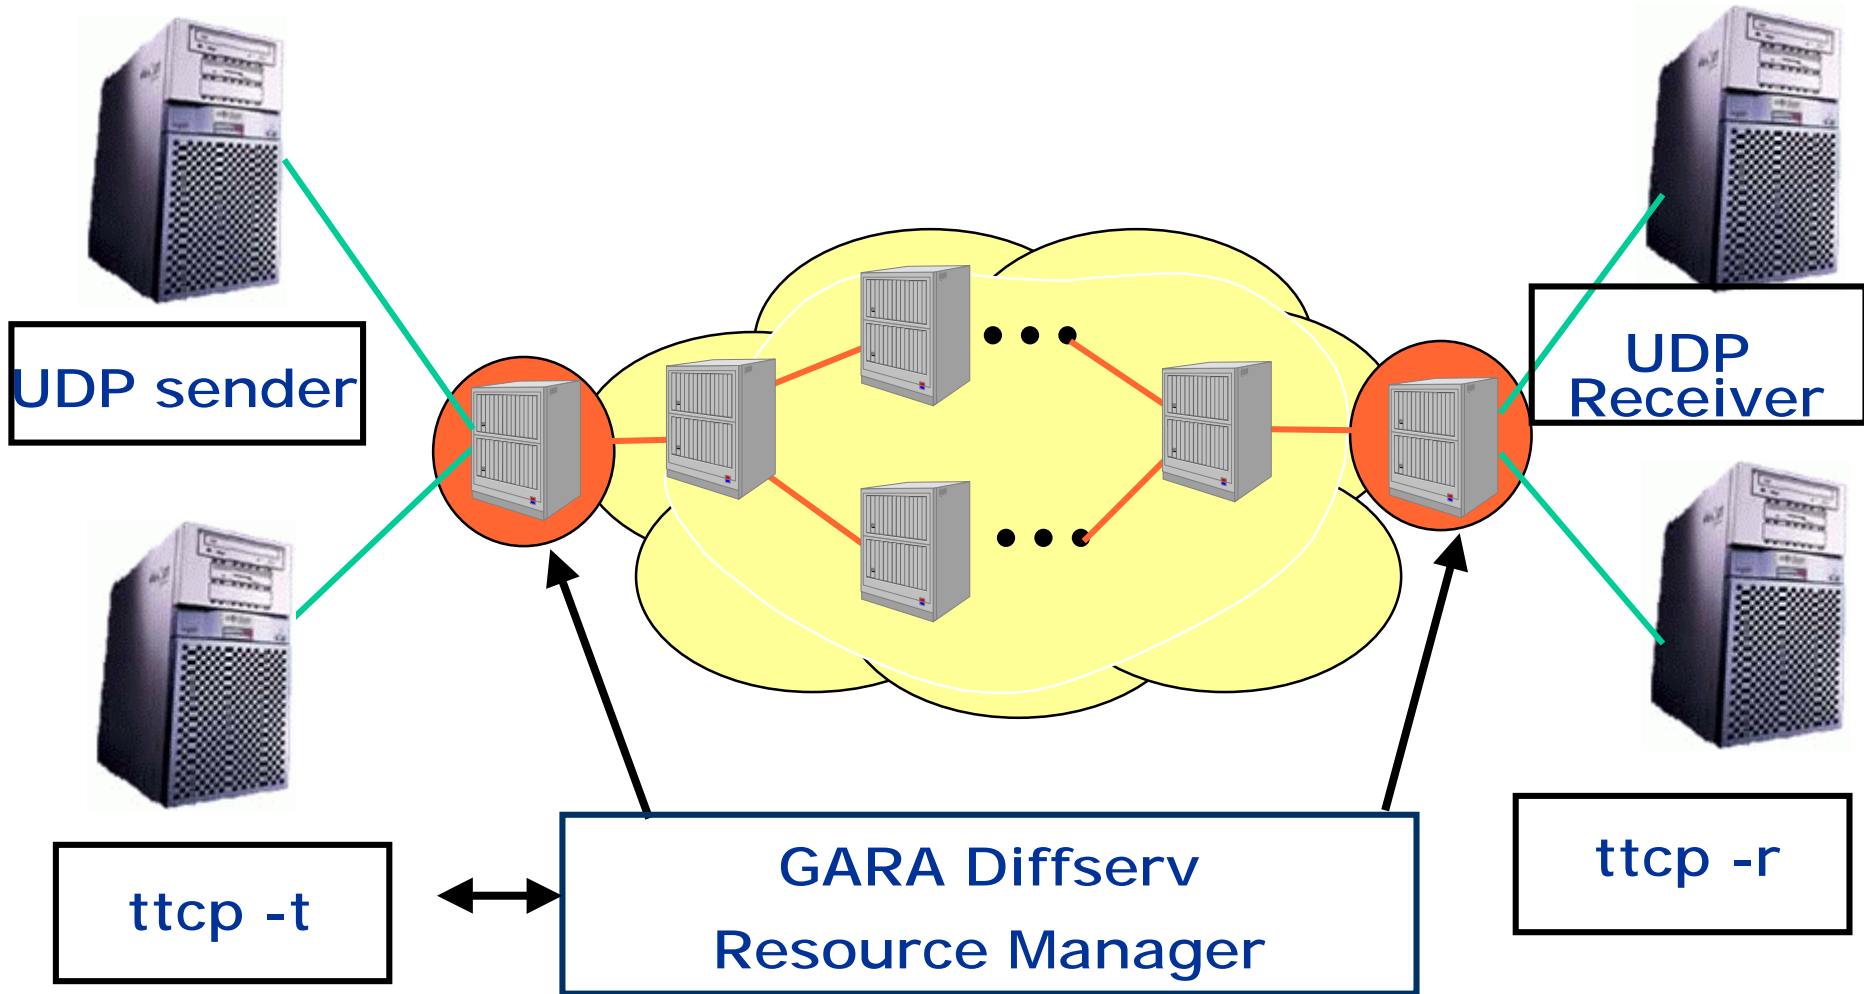 UDP sender
UDP
Receiver
ttcp -t
GARA Diffserv
Resource Manager
ttcp -r